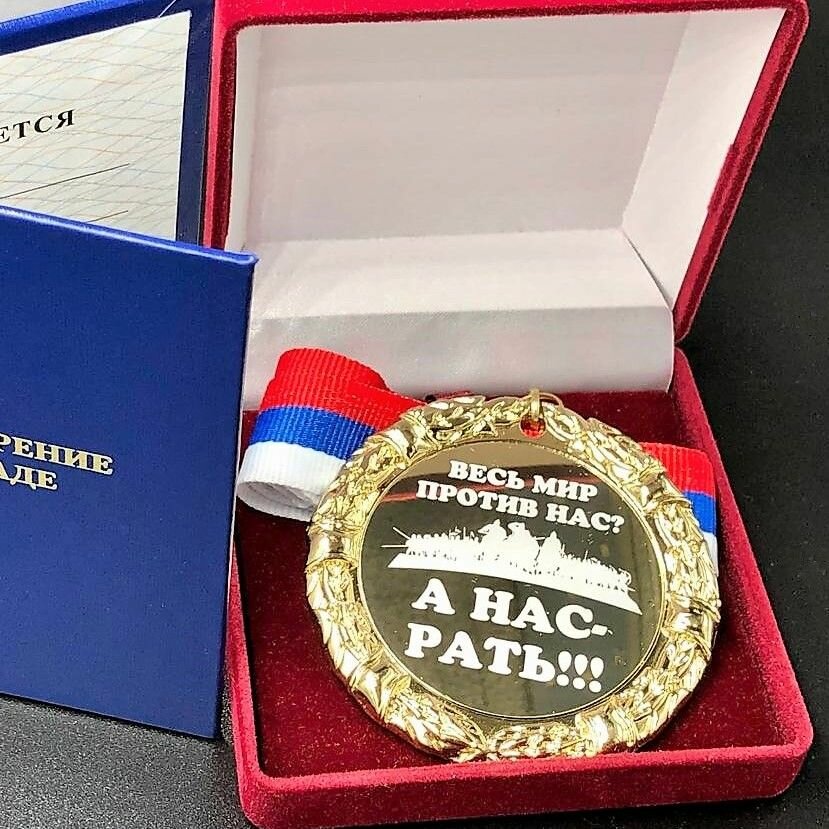 ЕТСЯ
РЕНИЕ
АДЕ
ВЕСЬ МИР
ПРОТИВ НАС?
А НАС-
РАТЬ!!!